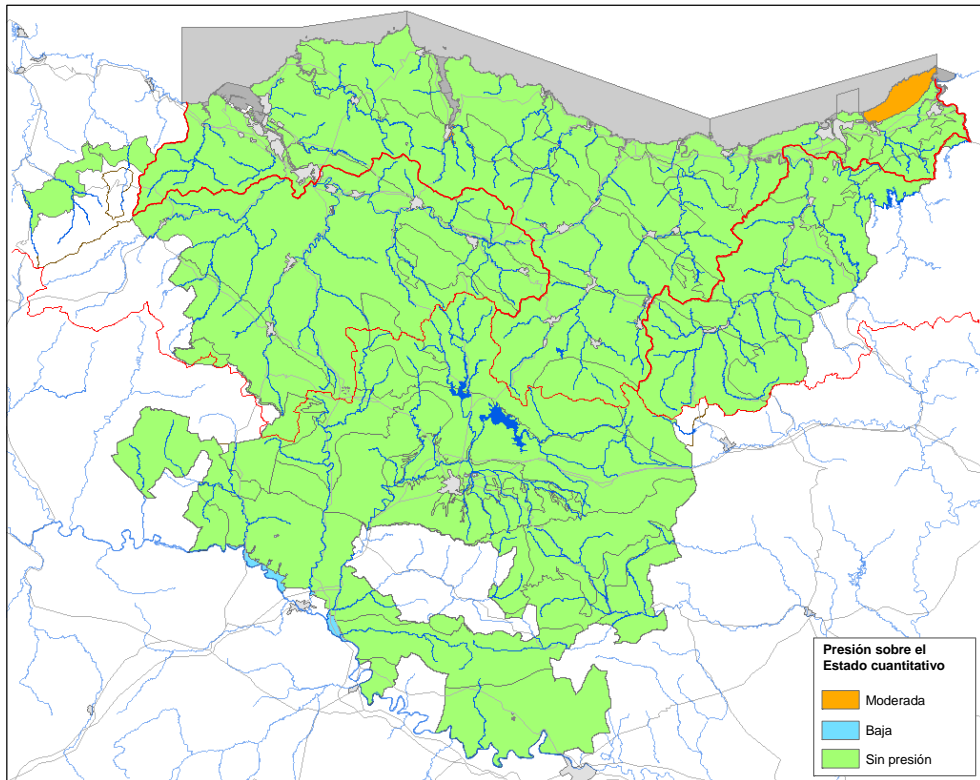 Presión sobre el
Estado cuantitativo
Moderada
Baja
Sin presión